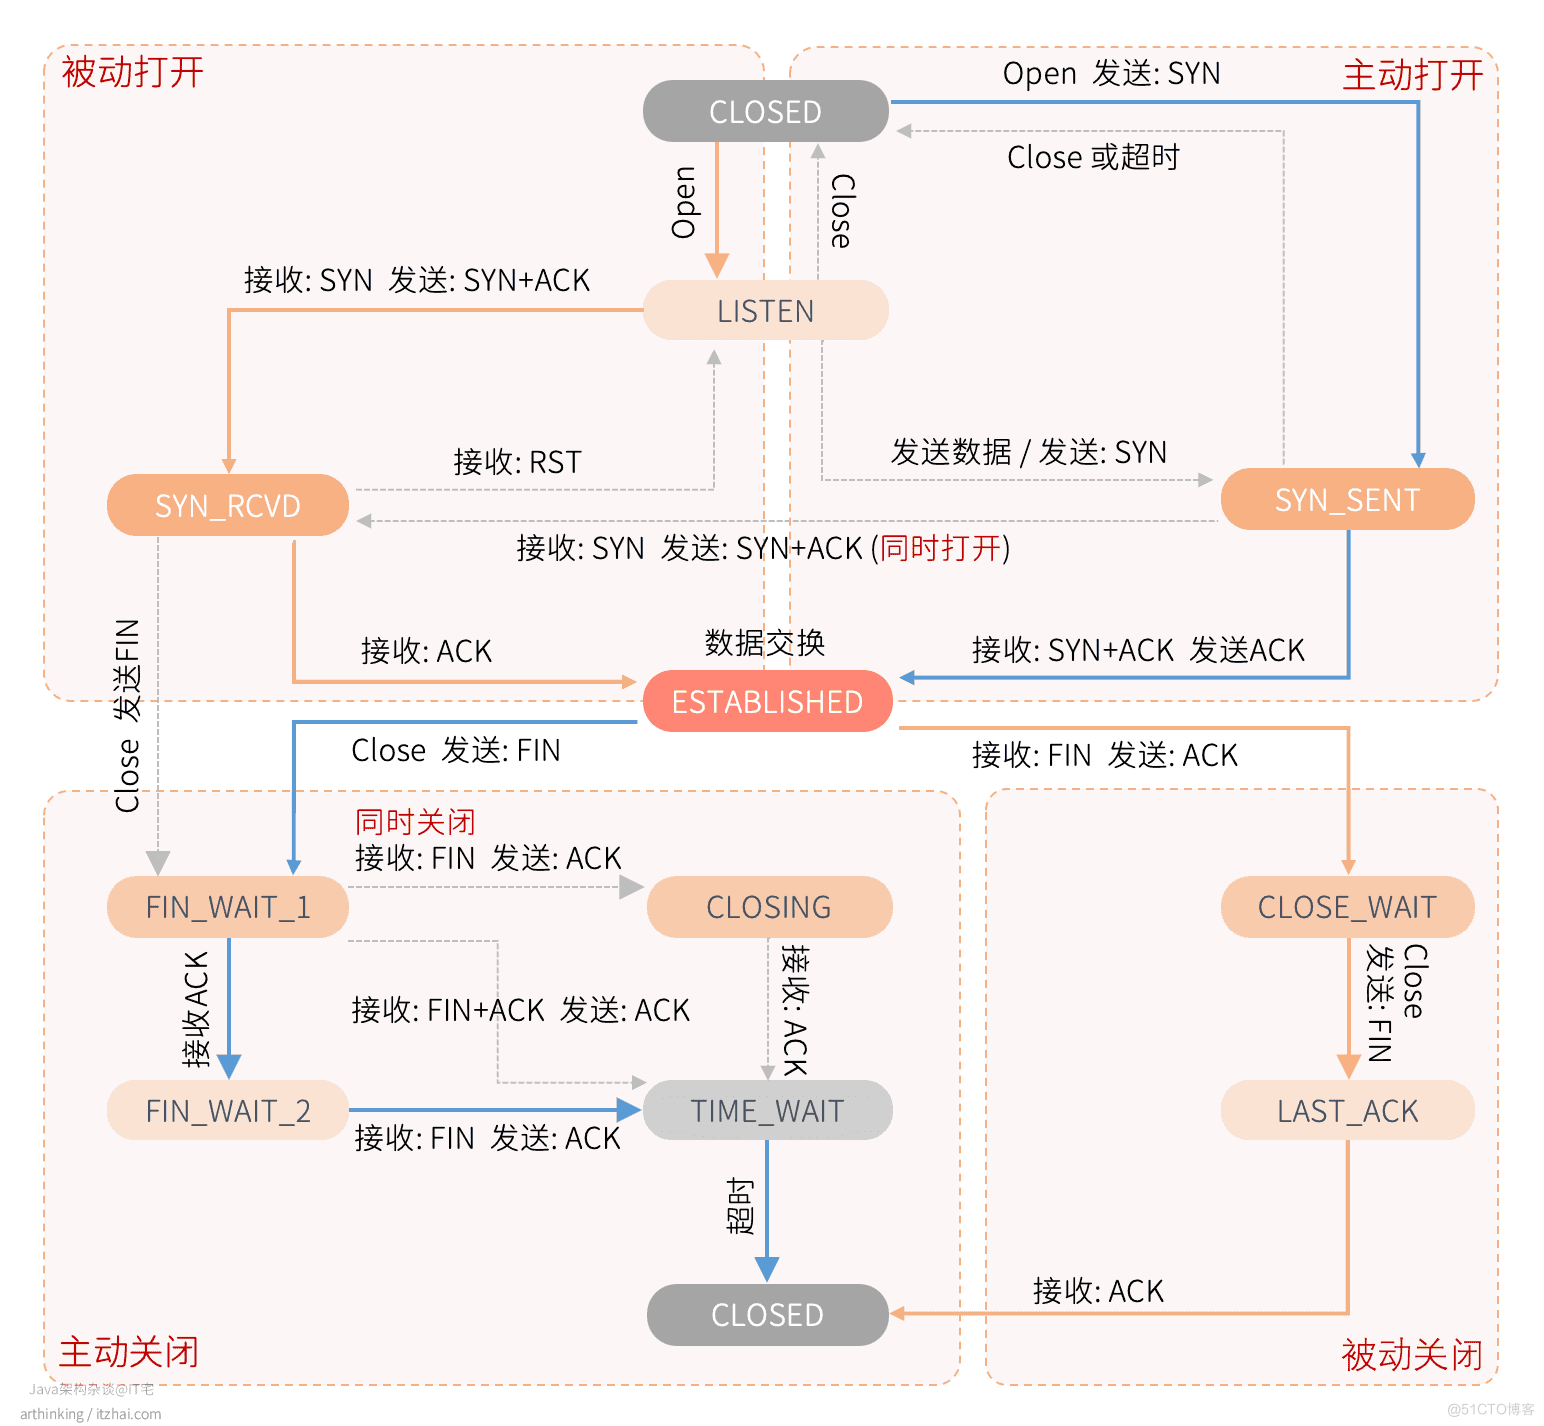 被动打开
主动打开
Open 发送: SYN
CLOSED
Close 或超时
Open
Close
接收: SYN 发送: SYN+ACK
LISTEN
接收: RST
发送数据 / 发送: SYN
SYN_RCVD
SYN_SENT
接收: SYN 发送: SYN+ACK (同时打开)
数据交换
接收: ACK
接收: SYN+ACK 发送ACK
ESTABLISHED
Close 发送FIN
Close 发送: FIN
接收: FIN 发送: ACK
同时关闭
接收: FIN 发送: ACK
FIN_WAIT_1
CLOSING
CLOSE_WAIT
接收ACK
接收: FIN+ACK 发送: ACK
接收: ACK
Close
发送: FIN
FIN_WAIT_2
TIME_WAIT
LAST_ACK
接收: FIN 发送: ACK
超时
接收: ACK
CLOSED
主动关闭
被动关闭
Java架构杂谈@IT宅
arthinking / itzhai.com
@51CTO博客